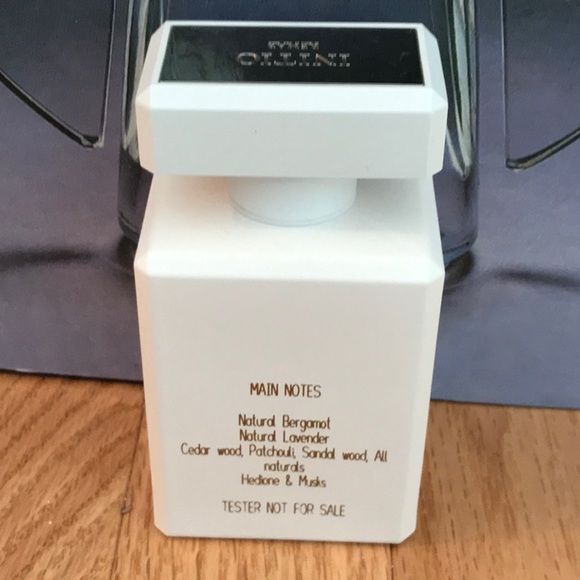 MAIN NOTES
Natural Bergamot
Natural Lavender
Cedar wood, Patchouli, Sandal wood, All
naturals
Hedione & Musks
TESTER NOT FOR SALE